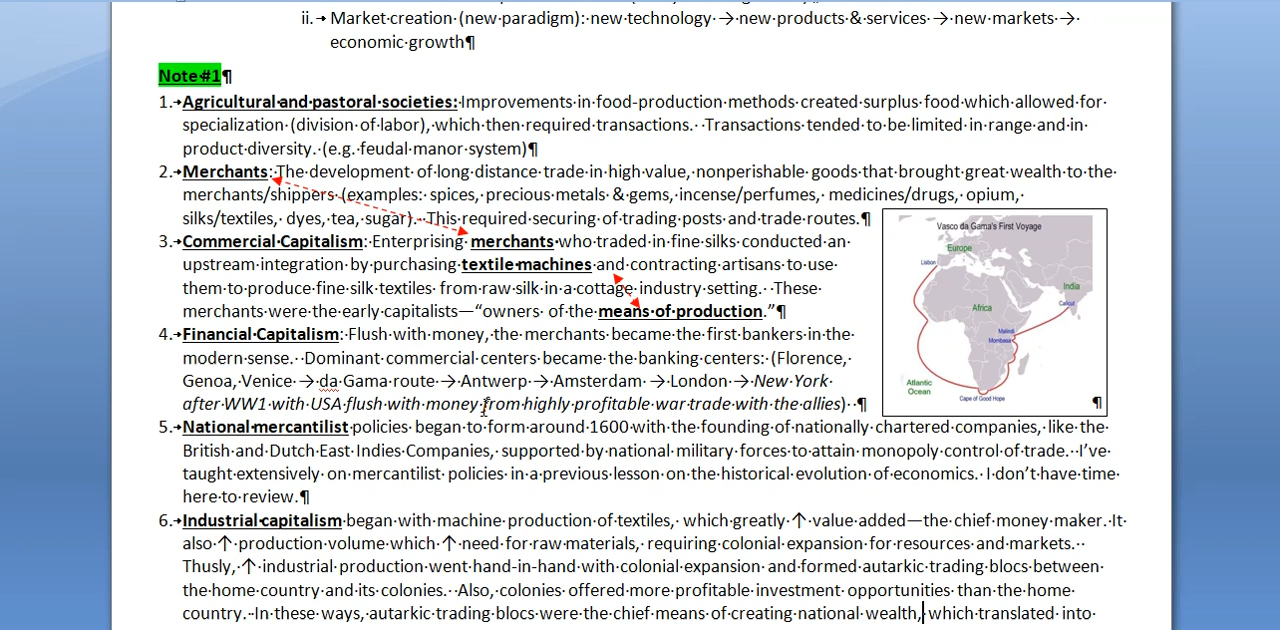 ii. Market creation (new paradigm): new technology → new products & services → new markets →
economic growth¶
Note #1¶
1. Agricultural and pastoral societies: Improvements in food-production methods created surplus food which allowed for
specialization (division of labor), which then required transactions. Transactions tended to be limited in range and in
product diversity. (e.g. feudal manor system)¶
2. Merchants: The development of long distance trade in high value, nonperishable goods that brought great wealth to the
merchants/shippers (examples: spices, precious metals & gems, incense/perfumes, medicines/drugs, opium,
silks/textiles, dyes, tea, sugar). This required securing of trading posts and trade routes.¶
3. Commercial Capitalism: Enterprising merchants who traded in fine silks conducted an
upstream integration by purchasing textile machines and contracting artisans to use
them to produce fine silk textiles from raw silk in a cottage industry setting. These
merchants were the early capitalists—“owners of the means of production.”¶
4. Financial Capitalism: Flush with money, the merchants became the first bankers in the
modern sense. Dominant commercial centers became the banking centers: (Florence,
Genoa, Venice → da Gama route → Antwerp → Amsterdam → London → New York
after WW1 with USA flush with money from highly profitable war trade with the allies) ¶
Vasco da Gama's First Voyage
Europe
Lisbon
India
Africa
Calicut
Malindi
Mombasa
Atlantic
Ocean
Cape of Good Hope
¶
5. National mercantilist policies began to form around 1600 with the founding of nationally chartered companies, like the
British and Dutch East Indies Companies, supported by national military forces to attain monopoly control of trade. I’ve
taught extensively on mercantilist policies in a previous lesson on the historical evolution of economics. I don’t have time
here to review.¶
6. Industrial capitalism began with machine production of textiles, which greatly ↑ value added—the chief money maker. It
also ↑ production volume which ↑ need for raw materials, requiring colonial expansion for resources and markets.
Thusly, ↑ industrial production went hand-in-hand with colonial expansion and formed autarkic trading blocs between
the home country and its colonies. Also, colonies offered more profitable investment opportunities than the home
country. In these ways, autarkic trading blocs were the chief means of creating national wealth, which translated into